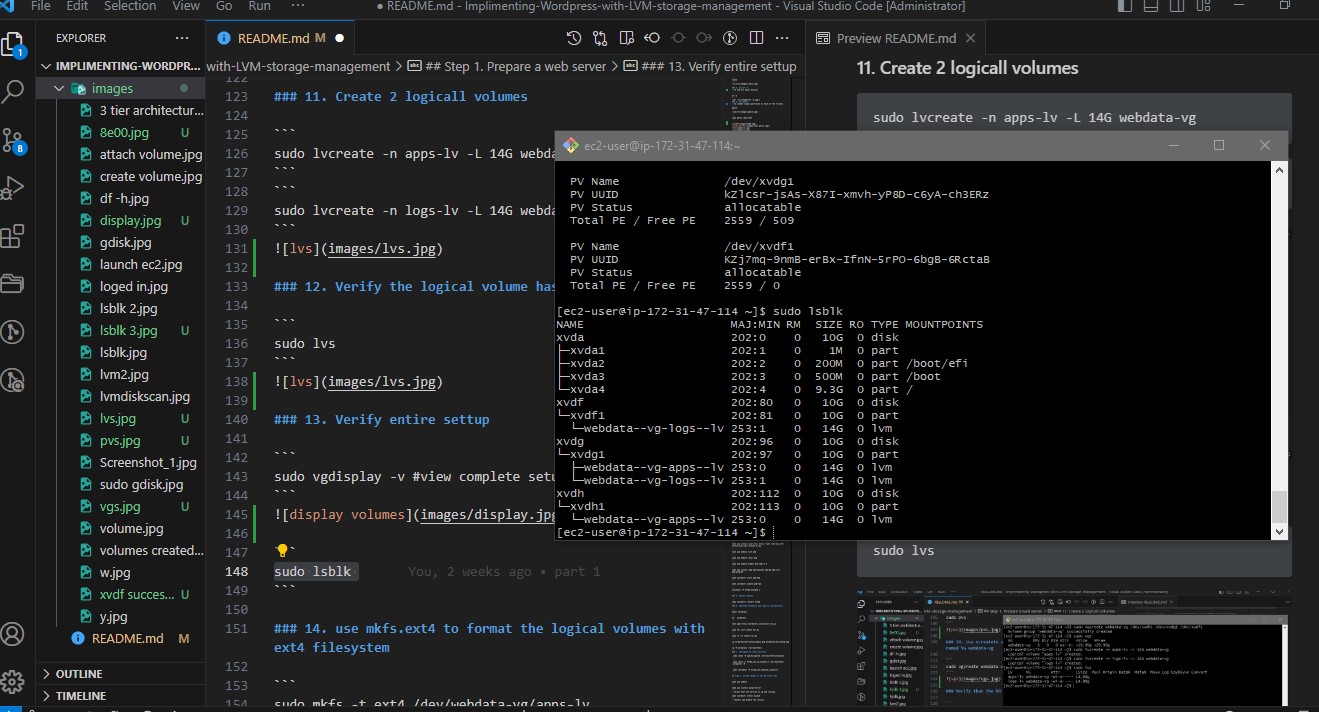 File Edit Selection View Go Run ···
● README.md - Implimenting-Wordpress-with-LVM-storage-management - Visual Studio Code [Administrator]
EXPLORER
IMPLIMENTING-WORDPR...
images
3 tier architectur...
8e00.jpg U
attach volume.jpg
create volume.jpg
df -h.jpg
display.jpg U
gdisk.jpg
launch ec2.jpg
loged in.jpg
lsblk 2.jpg
lsblk 3.jpg U
lsblk.jpg
lvm2.jpg
lvmdiskscan.jpg
lvs.jpg U
pvs.jpg U
Screenshot_1.jpg
sudo gdisk.jpg
vgs.jpg U
volume.jpg
volumes created...
w.jpg
xvdf succes... U
y.jpg
README.md M
OUTLINE
TIMELINE
1
8
README.md M ●
with-LVM-storage-management > ## Step 1. Prepare a web server > ### 13. Verify entire settup
122
123 ### 11. Create 2 logicall volumes
124
125 ```
126 sudo lvcreate -n apps-lv -L 14G webda
127 ```
128 ```
129 sudo lvcreate -n logs-lv -L 14G webda
130 ```
131 ![lvs](images/lvs.jpg)
132
133 ### 12. Verify the logical volume has
134
135 ```
136 sudo lvs
137 ```
138 ![lvs](images/lvs.jpg)
139
140 ### 13. Verify entire settup
141
142 ```
143 sudo vgdisplay -v #view complete setu
144 ```
145 ![display volumes](images/display.jpg
146
147 ```
148 sudo lsblk You, 2 weeks ago • part 1
149 ```
150
151 ### 14. use mkfs.ext4 to format the logical volumes with
ext4 filesystem
152
153 ```
154 sudo mkfs -t ext4 /dev/webdata-vg/apps-lv
Preview README.md
11. Create 2 logicall volumes
sudo lvcreate -n apps-lv -L 14G webdata-vg
ec2-user@ip-172-31-47-114:~
PV Name /dev/xvdg1
PV UUID kZlcsr-jsAs-X87I-xmvh-yP8D-c6yA-ch3ERz
PV Status allocatable
Total PE / Free PE 2559 / 509
PV Name /dev/xvdf1
PV UUID KZj7mq-9nmB-erBx-IfnN-5rPO-6bgB-6RctaB
PV Status allocatable
Total PE / Free PE 2559 / 0
[ec2-user@ip-172-31-47-114 ~]$ sudo lsblk
NAME MAJ:MIN RM SIZE RO TYPE MOUNTPOINTS
xvda 202:0 0 10G 0 disk
├─xvda1 202:1 0 1M 0 part
├─xvda2 202:2 0 200M 0 part /boot/efi
├─xvda3 202:3 0 500M 0 part /boot
└─xvda4 202:4 0 9.3G 0 part /
xvdf 202:80 0 10G 0 disk
└─xvdf1 202:81 0 10G 0 part
└─webdata--vg-logs--lv 253:1 0 14G 0 lvm
xvdg 202:96 0 10G 0 disk
└─xvdg1 202:97 0 10G 0 part
├─webdata--vg-apps--lv 253:0 0 14G 0 lvm
└─webdata--vg-logs--lv 253:1 0 14G 0 lvm
xvdh 202:112 0 10G 0 disk
└─xvdh1 202:113 0 10G 0 part
└─webdata--vg-apps--lv 253:0 0 14G 0 lvm
[ec2-user@ip-172-31-47-114 ~]$
sudo lvs